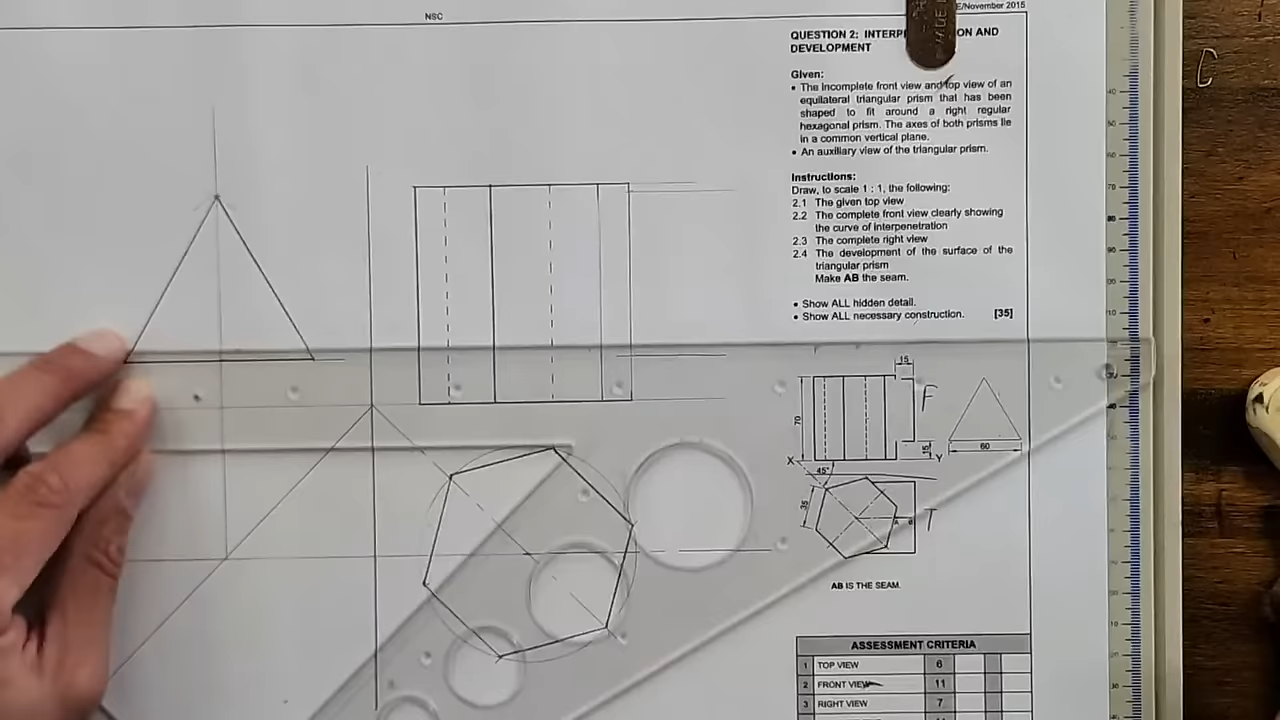 NSC
E/November 2015
QUESTION 2: INTERP ON AND
DEVELOPMENT
Given:
• The incomplete front view and top view of an
equilateral triangular prism that has been
shaped to fit around a right regular
hexagonal prism. The axes of both prisms lie
in a common vertical plane.
• An auxiliary view of the triangular prism.
Instructions:
Draw, to scale 1 : 1, the following:
2.1 The given top view
2.2 The complete front view clearly showing
the curve of interpenetration
2.3 The complete right view
2.4 The development of the surface of the
triangular prism
Make AB the seam.
• Show ALL hidden detail.
• Show ALL necessary construction. [35]
15
F
70
60
15
X
Y
45°
35
T
AB IS THE SEAM.
ASSESSMENT CRITERIA
1 TOP VIEW 6
2 FRONT VIEW 11
3 RIGHT VIEW 7